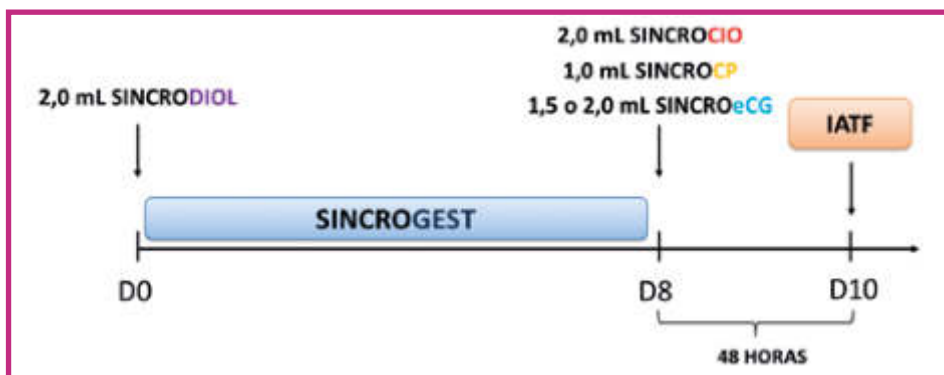 2,0 mL SINCROCIO
1,0 mL SINCROCP
2,0 mL SINCRODIOL
1,5 o 2,0 mL SINCROeCG
IATF
SINCROGEST
D0
D8
D10
48 HORAS